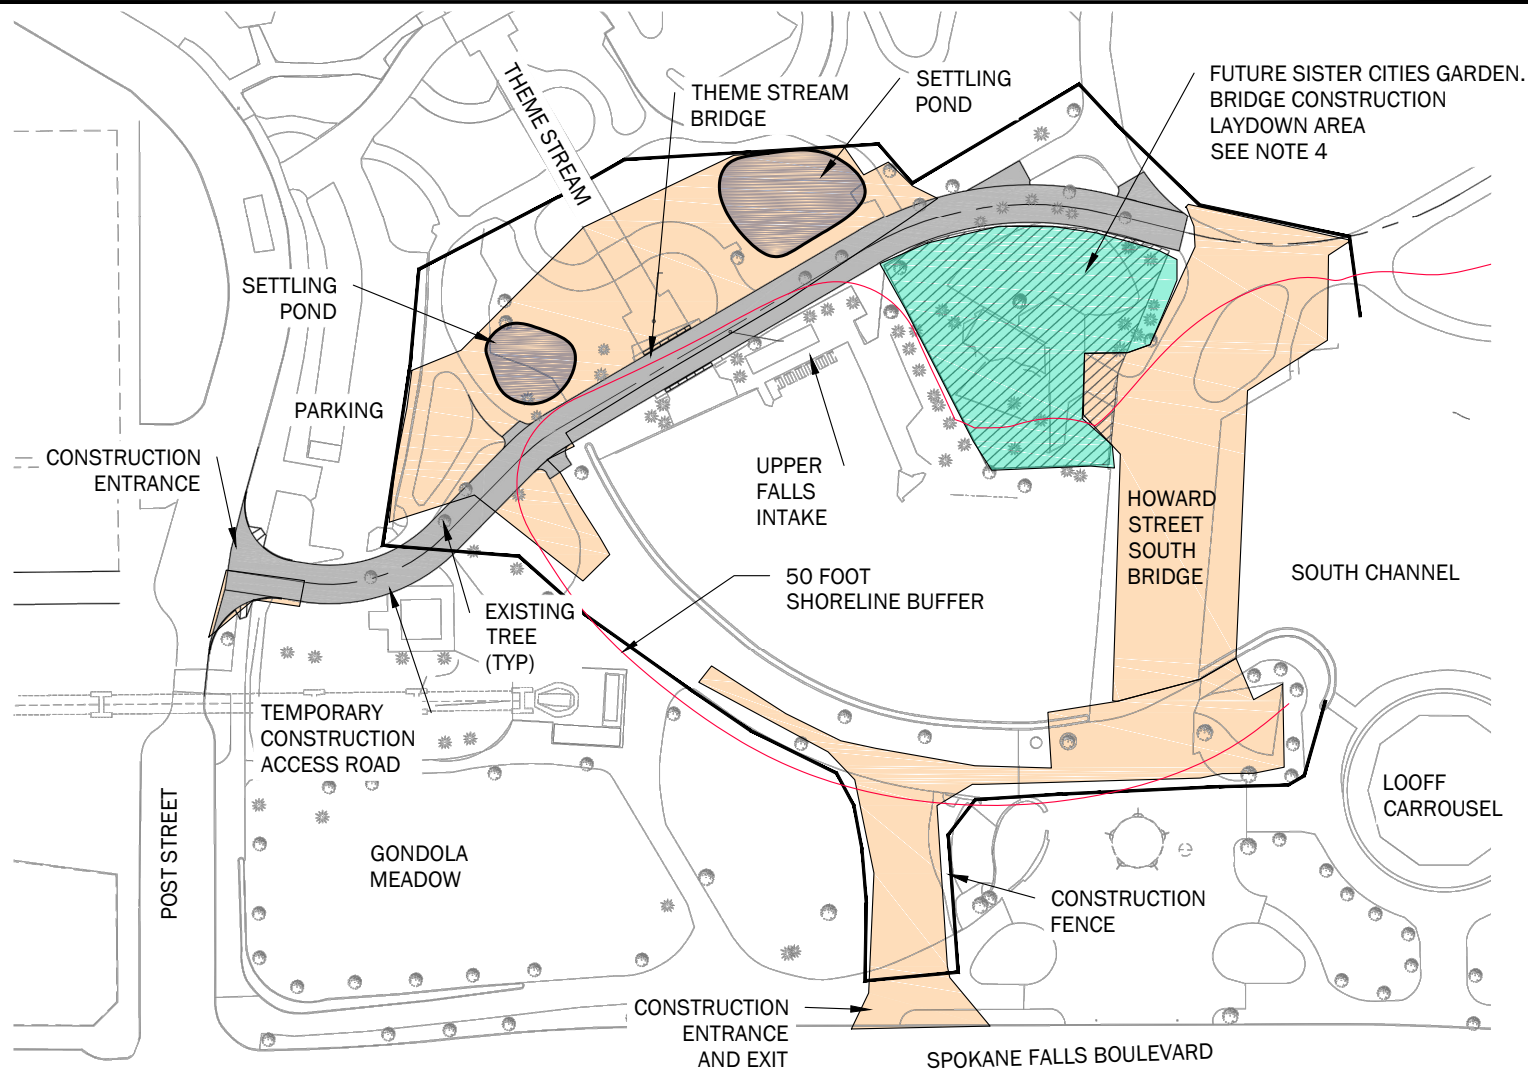 THEME STREAM
THEME STREAM
BRIDGE
SETTLING
POND
FUTURE SISTER CITIES GARDEN.
BRIDGE CONSTRUCTION
LAYDOWN AREA
SEE NOTE 4
SETTLING
POND
PARKING
CONSTRUCTION
ENTRANCE
UPPER
FALLS
INTAKE
HOWARD
STREET
SOUTH
BRIDGE
SOUTH CHANNEL
50 FOOT
SHORELINE BUFFER
EXISTING
TREE
(TYP)
TEMPORARY
CONSTRUCTION
ACCESS ROAD
LOOFF
CARROUSEL
POST STREET
GONDOLA
MEADOW
CONSTRUCTION
FENCE
CONSTRUCTION
ENTRANCE
AND EXIT
SPOKANE FALLS BOULEVARD